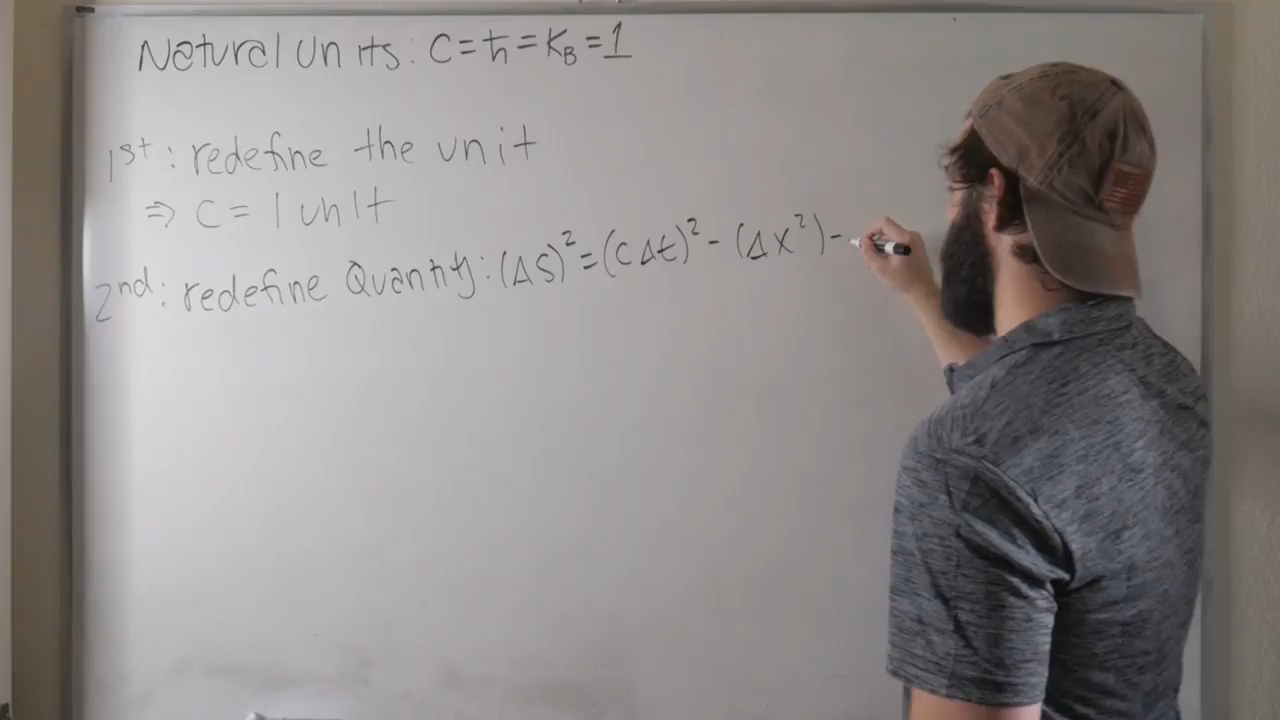 Natural Units: C=ħ=K_B=1
1st: redefine the unit
⇒ C = 1 unit
2nd: redefine Quantity: (ΔS)²=(CΔt)² - (ΔX²) -